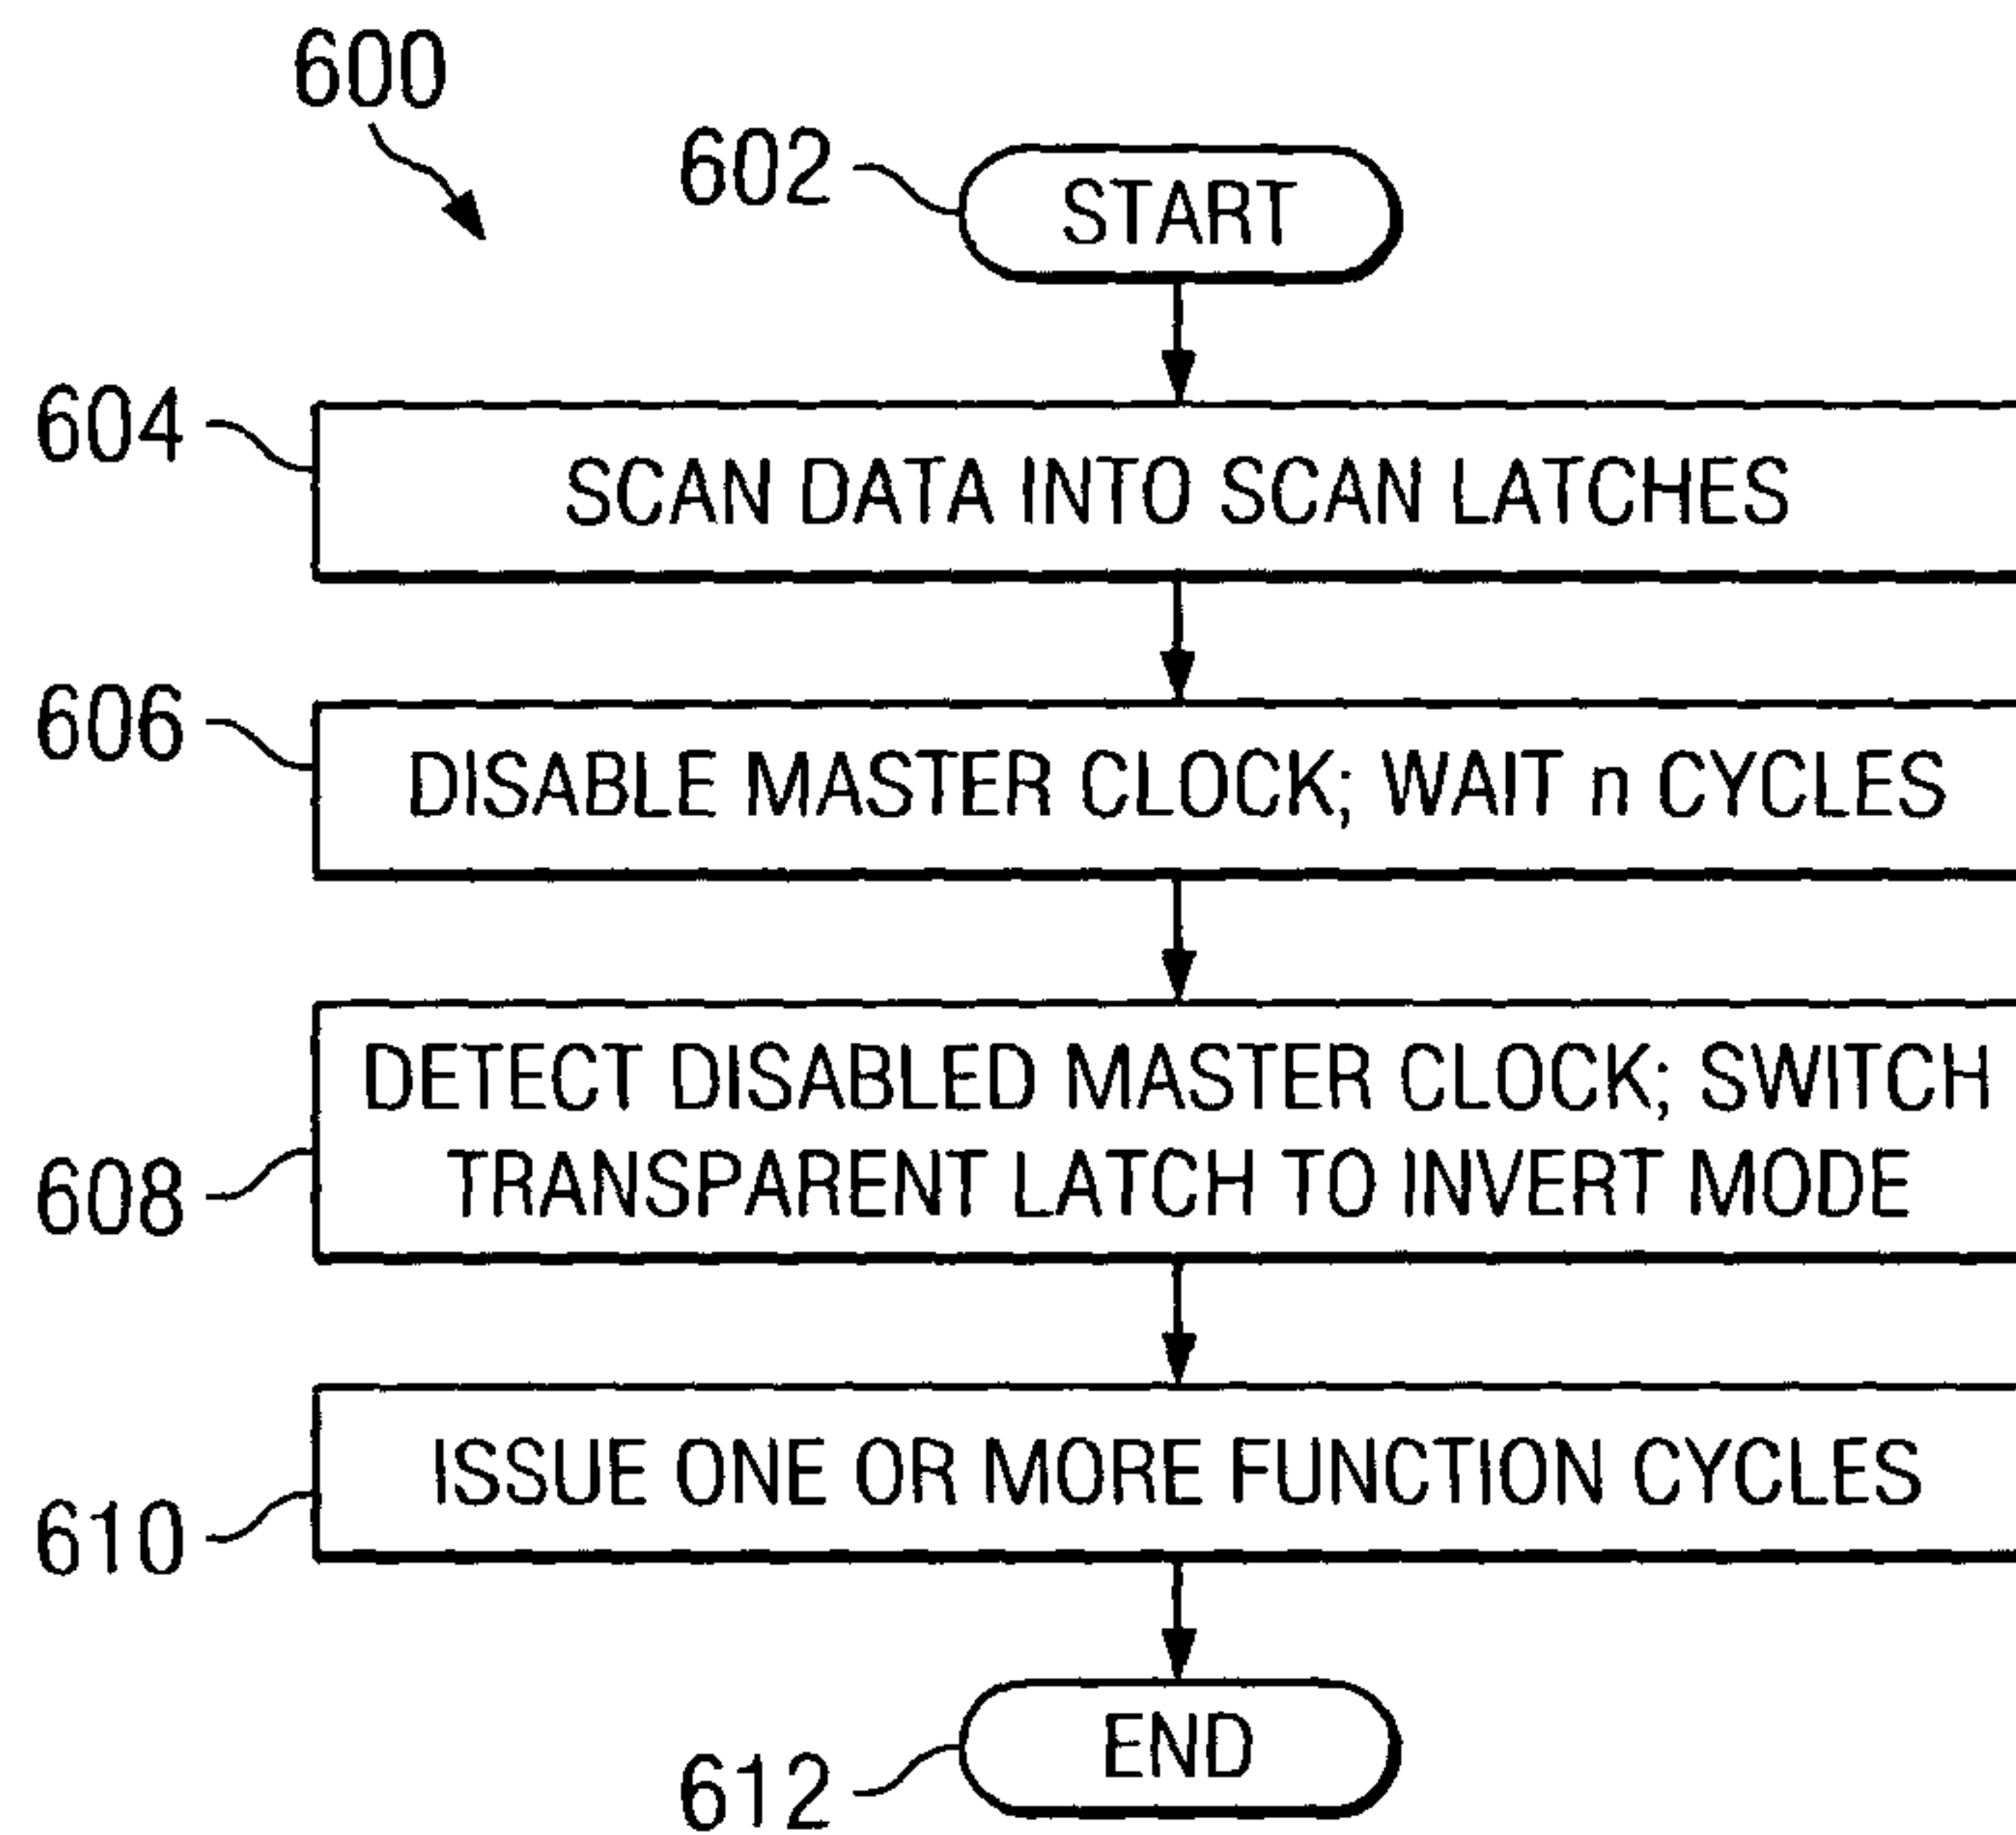 600
602
START
604
SCAN DATA INTO SCAN LATCHES
606
DISABLE MASTER CLOCK; WAIT n CYCLES
608
DETECT DISABLED MASTER CLOCK; SWITCH
TRANSPARENT LATCH TO INVERT MODE
610
ISSUE ONE OR MORE FUNCTION CYCLES
612
END